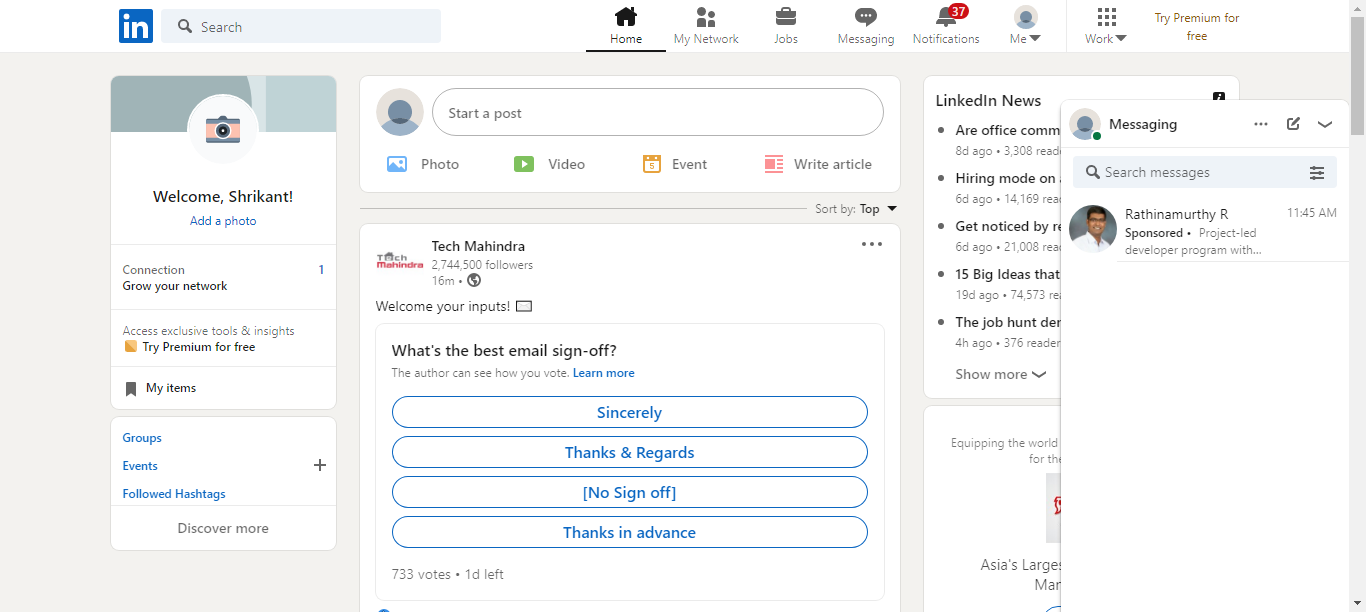 in
Search
Home
My Network
Jobs
Messaging
37
Notifications
Me
Work
Try Premium for
free
Welcome, Shrikant!
Add a photo
Connection
1
Grow your network
Access exclusive tools & insights
Try Premium for free
My items
Groups
Events
Followed Hashtags
Discover more
Start a post
Photo
Video
5
Event
Write article
Sort by: Top
Tech Mahindra
Tech
Mahindra
2,744,500 followers
16m •
Welcome your inputs!
What's the best email sign-off?
The author can see how you vote. Learn more
Sincerely
Thanks & Regards
[No Sign off]
Thanks in advance
733 votes • 1d left
LinkedIn News
Are office comm
8d ago • 3,308 read
Hiring mode on
6d ago • 14,169 rea
Get noticed by re
6d ago • 21,008 rea
15 Big Ideas that
19d ago • 74,573 re
The job hunt der
4h ago • 376 reader
Show more
Equipping the world
for the
Asia's Larges
Mar
Messaging
Search messages
Rathinamurthy R
11:45 AM
Sponsored • Project-led
developer program with...